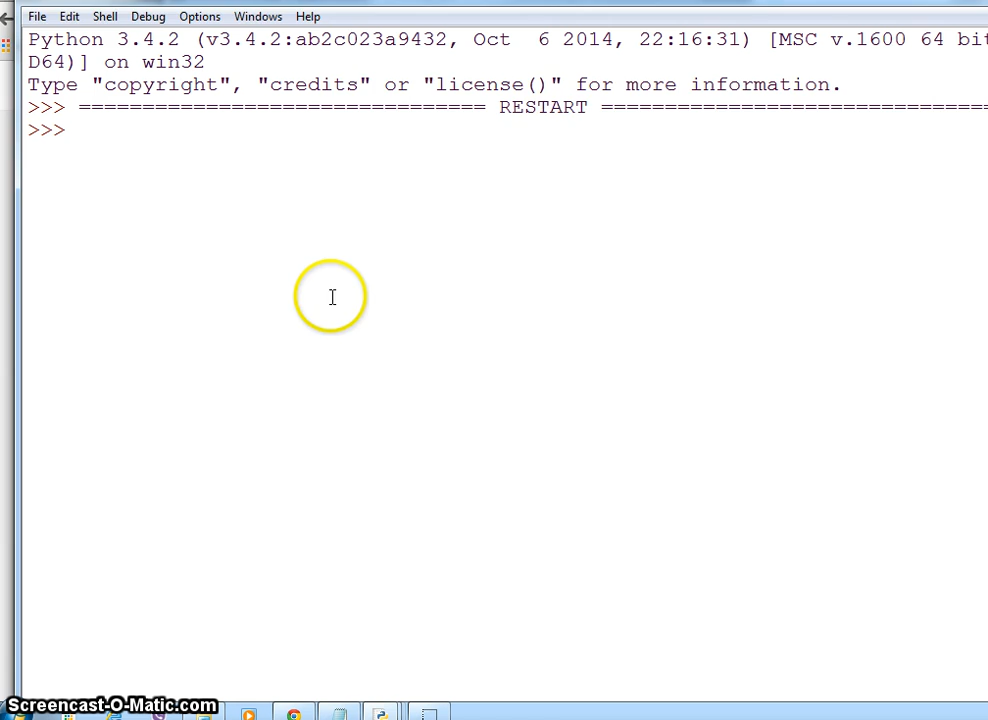 File Edit Shell Debug Options Windows Help
Python 3.4.2 (v3.4.2:ab2c023a9432, Oct  6 2014, 22:16:31) [MSC v.1600 64 bit
D64)] on win32
Type "copyright", "credits" or "license()" for more information.
>>> ================================ RESTART ===============================
>>>
Screencast-O-Matic.com